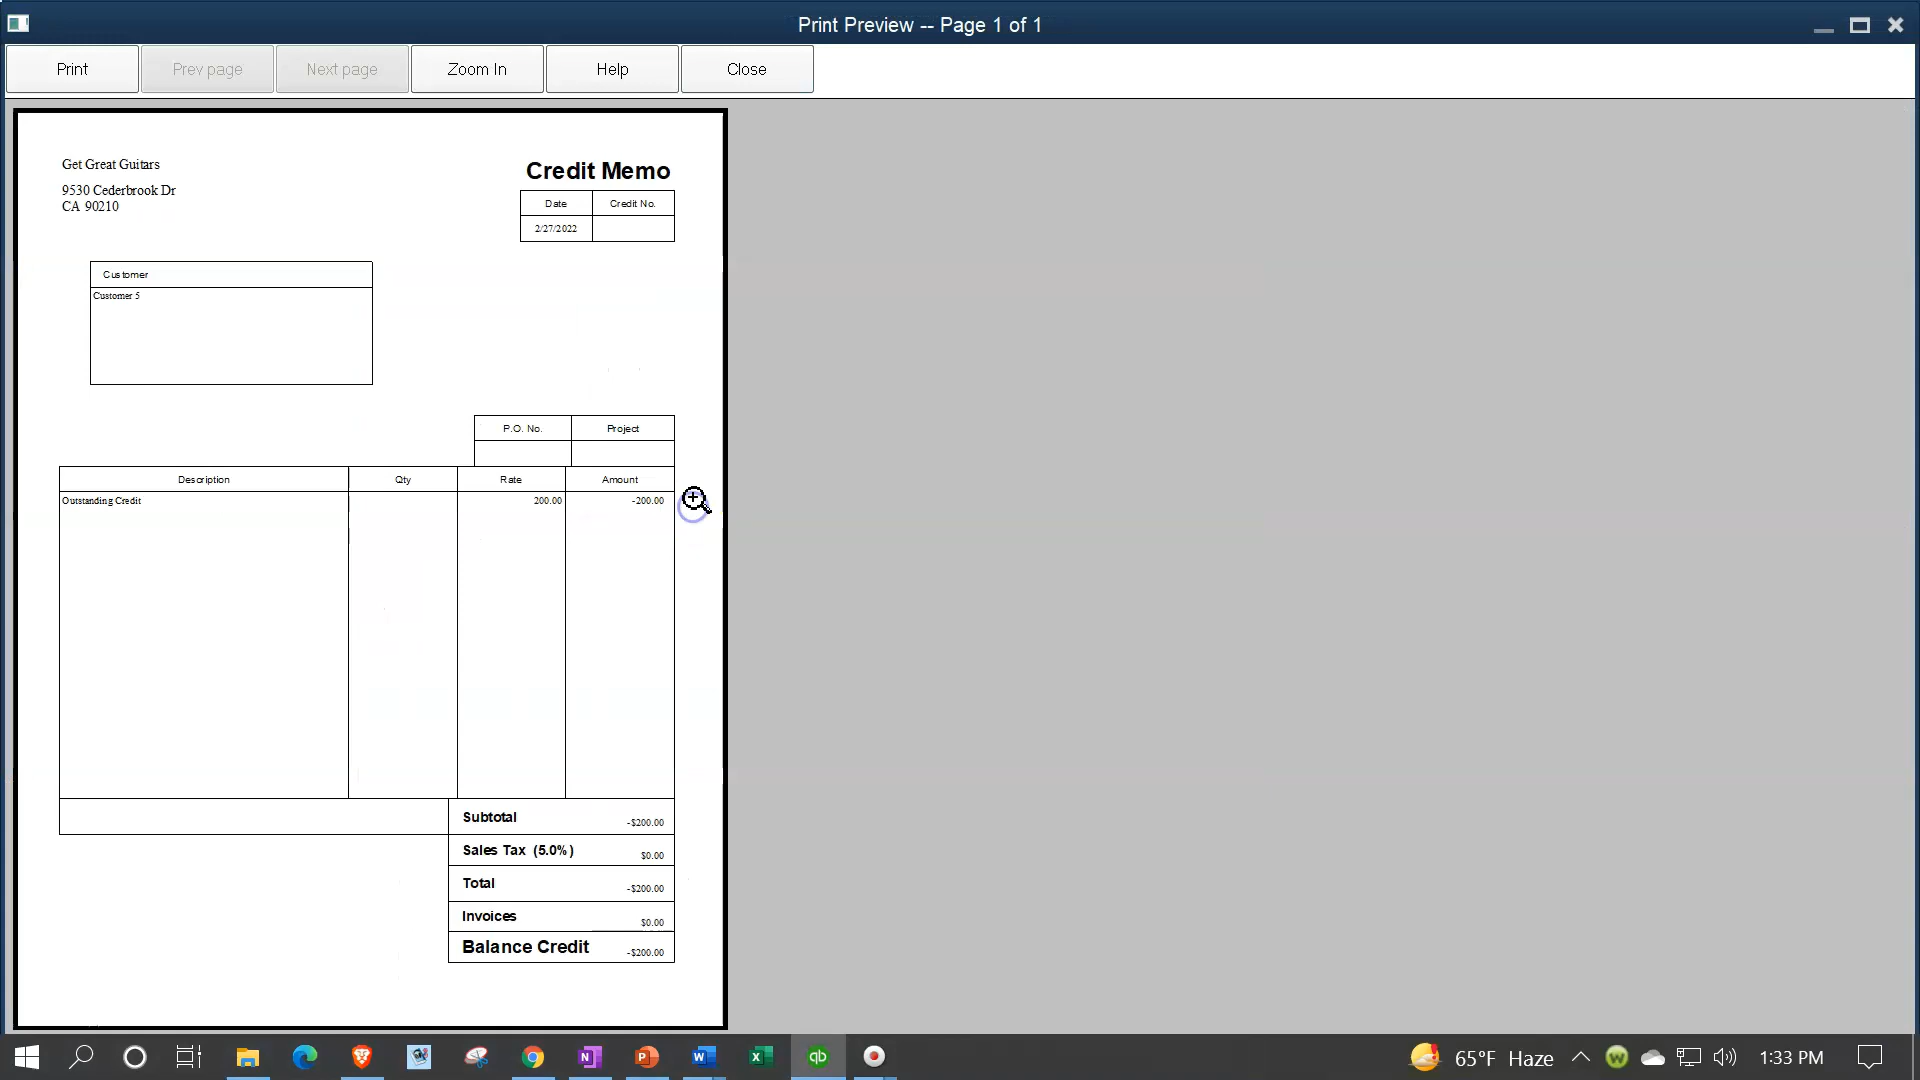 Print Preview -- Page 1 of 1
Print Prev page Next page Zoom In Help Close
Get Great Guitars
9530 Cederbrook Dr
CA 90210
Credit Memo
Date Credit No.
2/27/2022
Customer
Customer 5
P.O. No. Project
Description Qty Rate Amount
Outstanding Credit 200.00 -200.00
Subtotal -$200.00
Sales Tax (5.0%) $0.00
Total -$200.00
Invoices $0.00
Balance Credit -$200.00
65°F Haze 1:33 PM